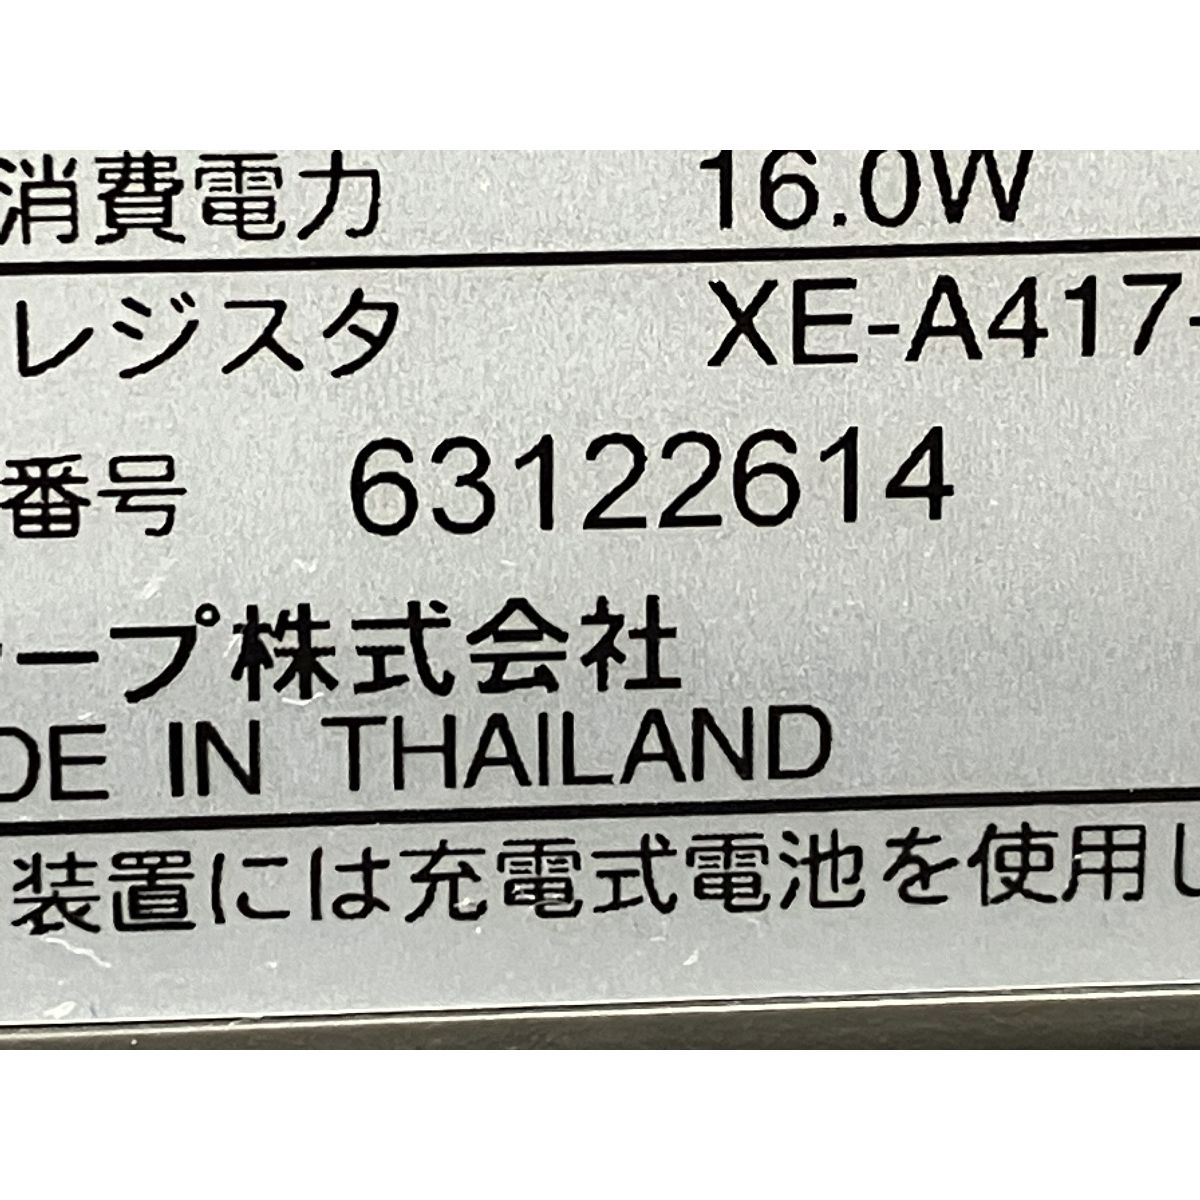 消費電力 16.0W
レジスタ XE-A417-
番号 63122614
ープ株式会社
DE IN THAILAND
装置には充電式電池を使用し